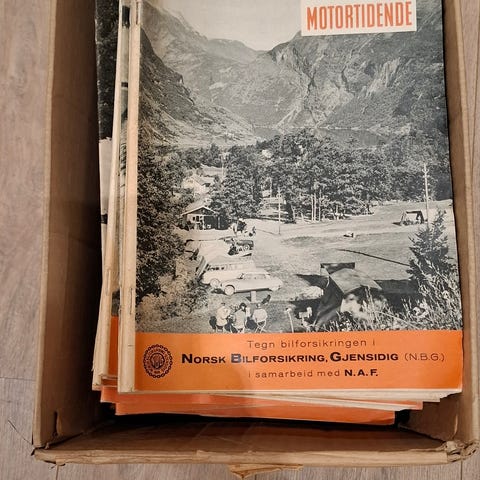 MOTORTIDENDE
Tegn bilforsikringen i
NORSK BILFORSIKRING, GJENSIDIG (N.B.G.)
i samarbeid med N.A.F.